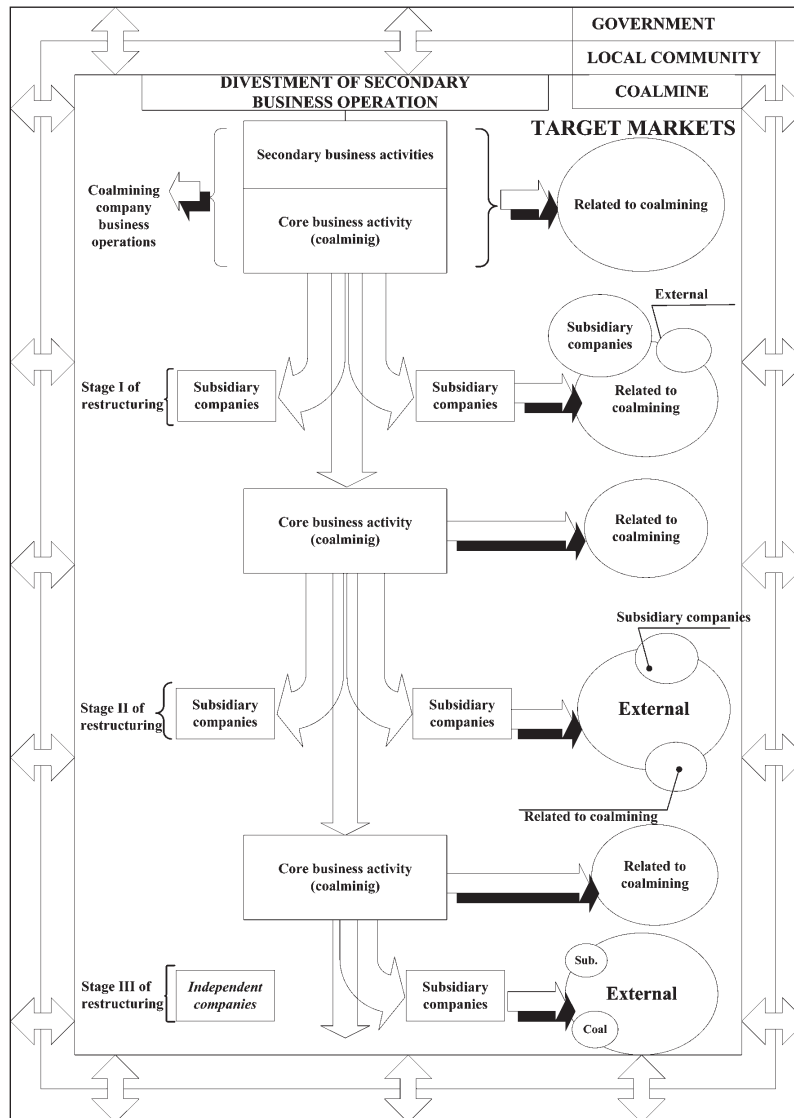 GOVERNMENT
LOCAL COMMUNITY
COALMINE
DIVESTMENT OF SECONDARY
BUSINESS OPERATION
TARGET MARKETS
Secondary business activities
Coalmining
company
business
operations
Core business activity
(coalminig)
Related to coalmining
External
Subsidiary
companies
Stage I of
restructuring
Subsidiary
companies
Subsidiary
companies
Related to
coalmining
Core business activity
(coalminig)
Related to
coalmining
Subsidiary companies
Stage II of
restructuring
Subsidiary
companies
Subsidiary
companies
External
Related to coalmining
Core business activity
(coalminig)
Related to
coalmining
Stage III of
restructuring
Independent
companies
Subsidiary
companies
Sub.
External
Coal